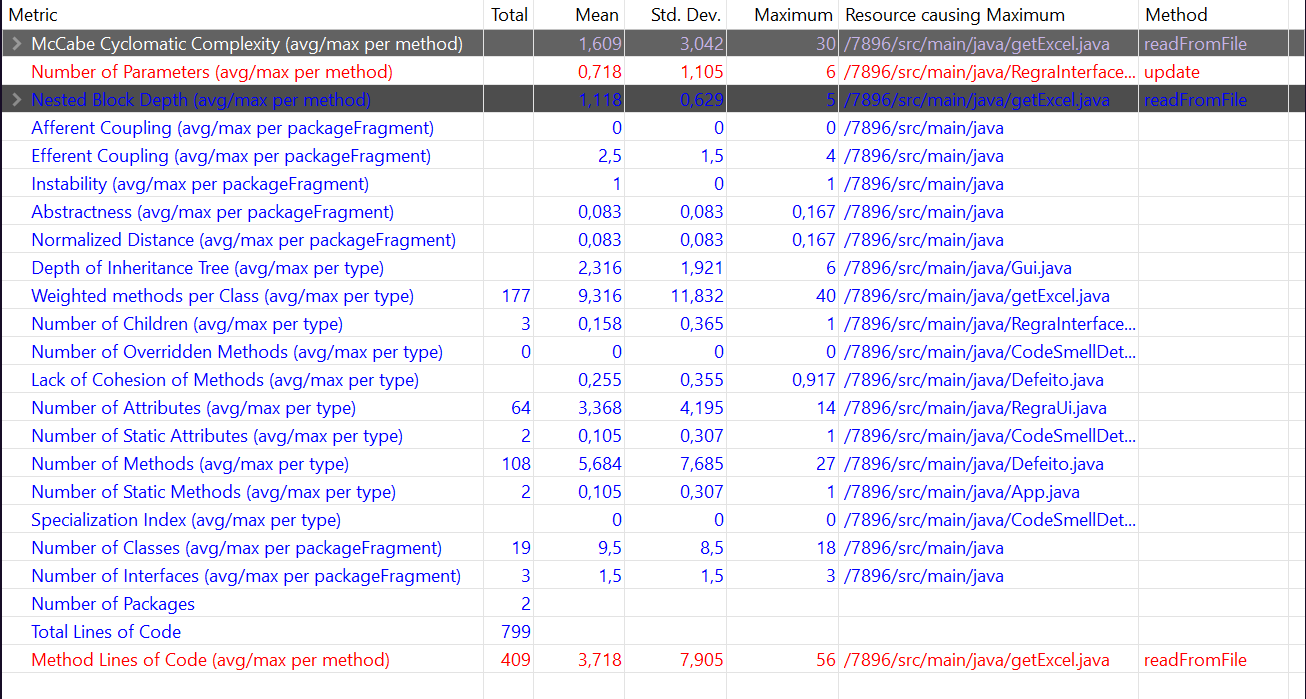 Metric Total Mean Std. Dev. Maximum Resource causing Maximum Method
McCabe Cyclomatic Complexity (avg/max per method) 1,609 3,042 30 /7896/src/main/java/getExcel.java readFromFile
Number of Parameters (avg/max per method) 0,718 1,105 6 /7896/src/main/java/RegraInterface... update
Nested Block Depth (avg/max per method) 1,118 0,629 5 /7896/src/main/java/getExcel.java readFromFile
Afferent Coupling (avg/max per packageFragment) 0 0 0 /7896/src/main/java
Efferent Coupling (avg/max per packageFragment) 2,5 1,5 4 /7896/src/main/java
Instability (avg/max per packageFragment) 1 0 1 /7896/src/main/java
Abstractness (avg/max per packageFragment) 0,083 0,083 0,167 /7896/src/main/java
Normalized Distance (avg/max per packageFragment) 0,083 0,083 0,167 /7896/src/main/java
Depth of Inheritance Tree (avg/max per type) 2,316 1,921 6 /7896/src/main/java/Gui.java
Weighted methods per Class (avg/max per type) 177 9,316 11,832 40 /7896/src/main/java/getExcel.java
Number of Children (avg/max per type) 3 0,158 0,365 1 /7896/src/main/java/RegraInterface...
Number of Overridden Methods (avg/max per type) 0 0 0 0 /7896/src/main/java/CodeSmellDet...
Lack of Cohesion of Methods (avg/max per type) 0,255 0,355 0,917 /7896/src/main/java/Defeito.java
Number of Attributes (avg/max per type) 64 3,368 4,195 14 /7896/src/main/java/RegraUi.java
Number of Static Attributes (avg/max per type) 2 0,105 0,307 1 /7896/src/main/java/CodeSmellDet...
Number of Methods (avg/max per type) 108 5,684 7,685 27 /7896/src/main/java/Defeito.java
Number of Static Methods (avg/max per type) 2 0,105 0,307 1 /7896/src/main/java/App.java
Specialization Index (avg/max per type) 0 0 0 /7896/src/main/java/CodeSmellDet...
Number of Classes (avg/max per packageFragment) 19 9,5 8,5 18 /7896/src/main/java
Number of Interfaces (avg/max per packageFragment) 3 1,5 1,5 3 /7896/src/main/java
Number of Packages 2
Total Lines of Code 799
Method Lines of Code (avg/max per method) 409 3,718 7,905 56 /7896/src/main/java/getExcel.java readFromFile